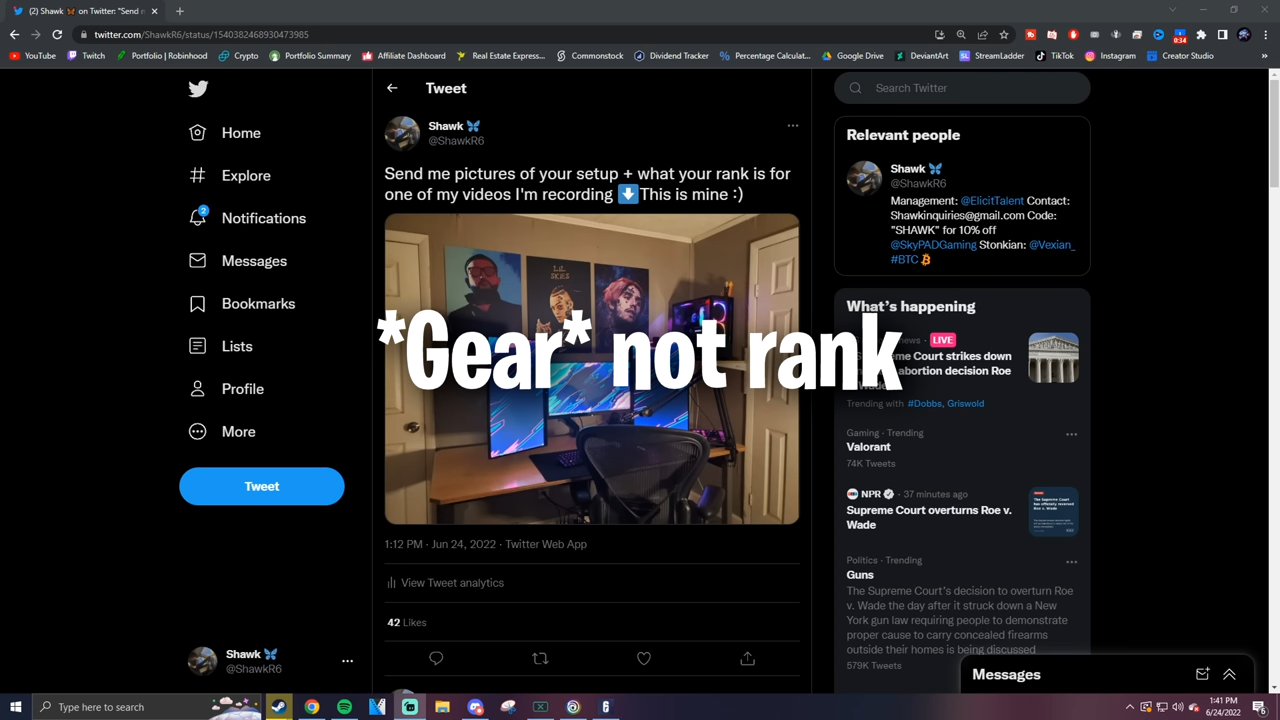 (2) Shawk 🦋 on Twitter: "Send n
twitter.com/ShawkR6/status/1540382468930473985
0:34
YouTube
Twitch
Portfolio | Robinhood
Crypto
Portfolio Summary
Affiliate Dashboard
Real Estate Express...
Commonstock
Dividend Tracker
Percentage Calculat...
Google Drive
DeviantArt
StreamLadder
TikTok
Instagram
Creator Studio
Home
Explore
2
Notifications
Messages
Bookmarks
Lists
Profile
More
Tweet
Shawk 🦋
@ShawkR6
Tweet
Shawk 🦋
@ShawkR6
Send me pictures of your setup + what your rank is for
one of my videos I'm recording ⬇️This is mine :)
LIL
SKIES
*Gear* not rank
1:12 PM · Jun 24, 2022 · Twitter Web App
View Tweet analytics
42 Likes
Search Twitter
Relevant people
Shawk 🦋
@ShawkR6
Management: @ElicitTalent Contact:
Shawkinquiries@gmail.com Code:
"SHAWK" for 10% off
@SkyPADGaming Stonkian: @Vexian_
#BTC
What's happening
LIVE
Court strikes down
abortion decision Roe
Trending with #Dobbs, Griswold
Gaming · Trending
Valorant
74K Tweets
NPR · 37 minutes ago
Supreme Court overturns Roe v.
Wade
Politics · Trending
Guns
The Supreme Court's decision to overturn Roe
v. Wade the day after it struck down a New
York gun law requiring people to demonstrate
proper cause to carry concealed firearms
outside their homes is being discussed
579K Tweets
Messages
Type here to search
1:41 PM
6/24/2022